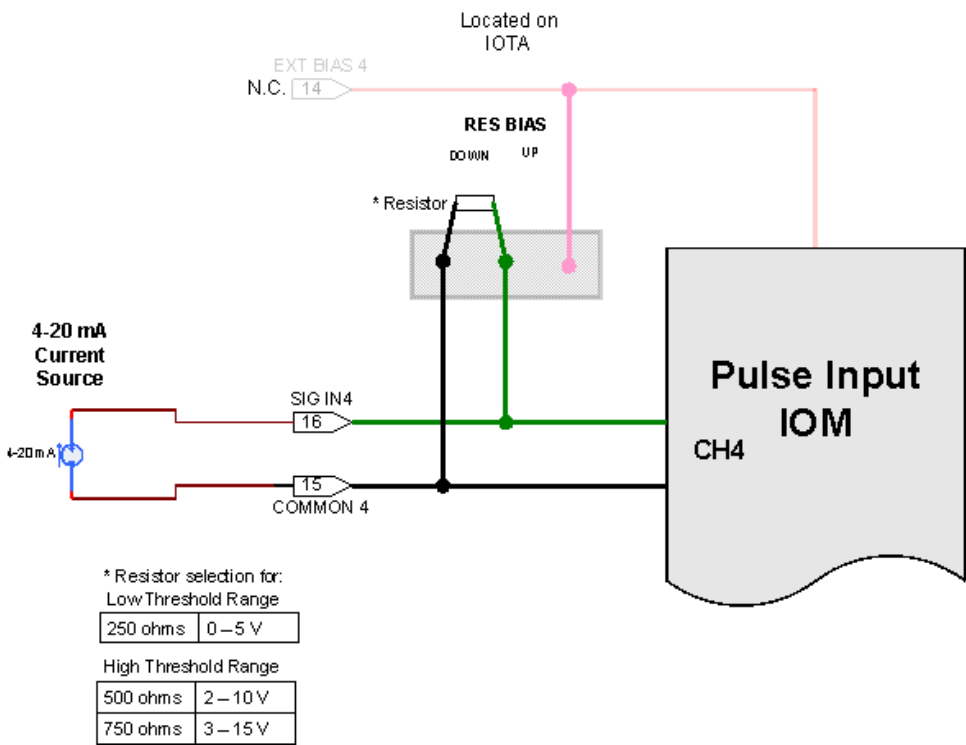 Located on
IOTA
EXT BIAS 4
N.C. 14
RES BIAS
DOWN UP
* Resistor
4-20 mA
Current
Source
SIG IN4
16
4-20mA
15
COMMON 4
Pulse Input
IOM
CH4
* Resistor selection for:
Low Threshold Range
250 ohms 0 – 5 V
High Threshold Range
500 ohms 2 – 10 V
750 ohms 3 – 15 V